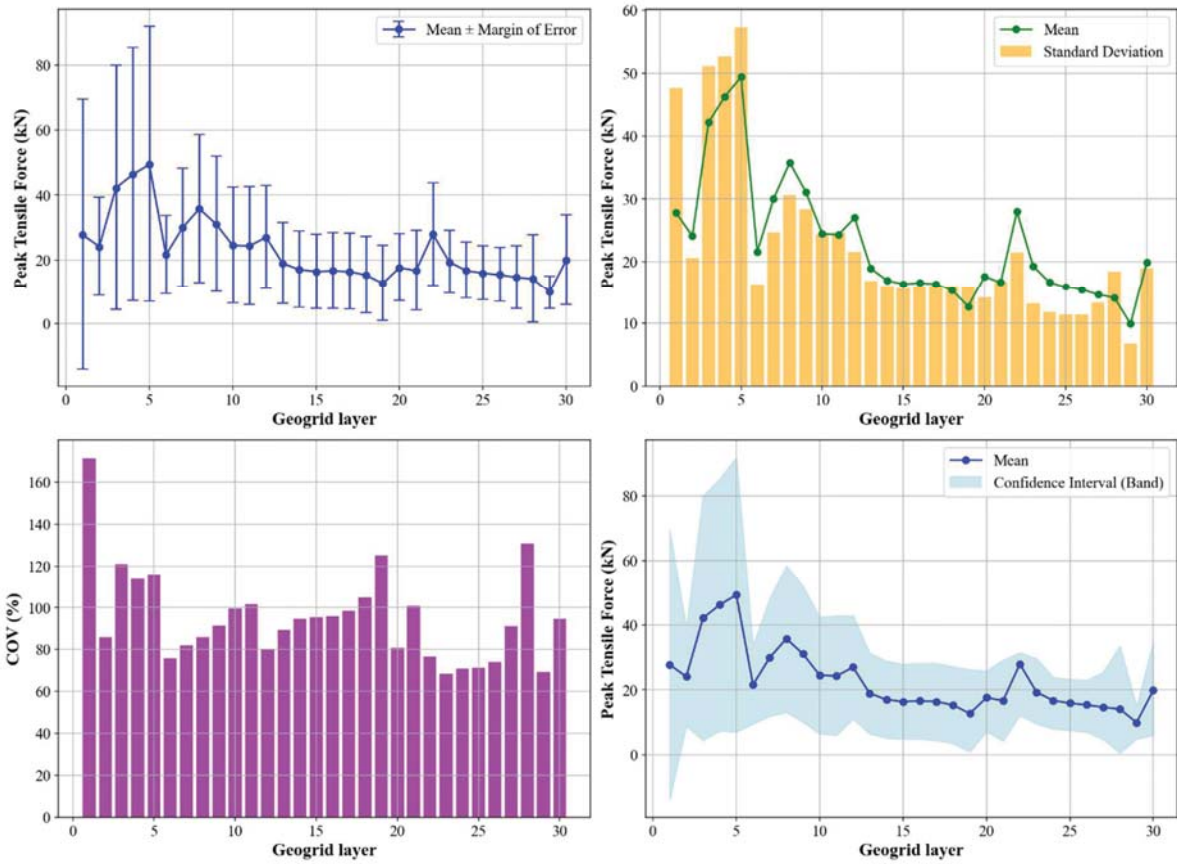 Mean ± Margin of Error
Peak Tensile Force (kN)
80
60
40
20
0
0 5 10 15 20 25 30
Geogrid layer
Mean
Standard Deviation
Peak Tensile Force (kN)
60
50
40
30
20
10
0
0 5 10 15 20 25 30
Geogrid layer
COV (%)
160
140
120
100
80
60
40
20
0
0 5 10 15 20 25 30
Geogrid layer
Mean
Confidence Interval (Band)
Peak Tensile Force (kN)
80
60
40
20
0
0 5 10 15 20 25 30
Geogrid layer